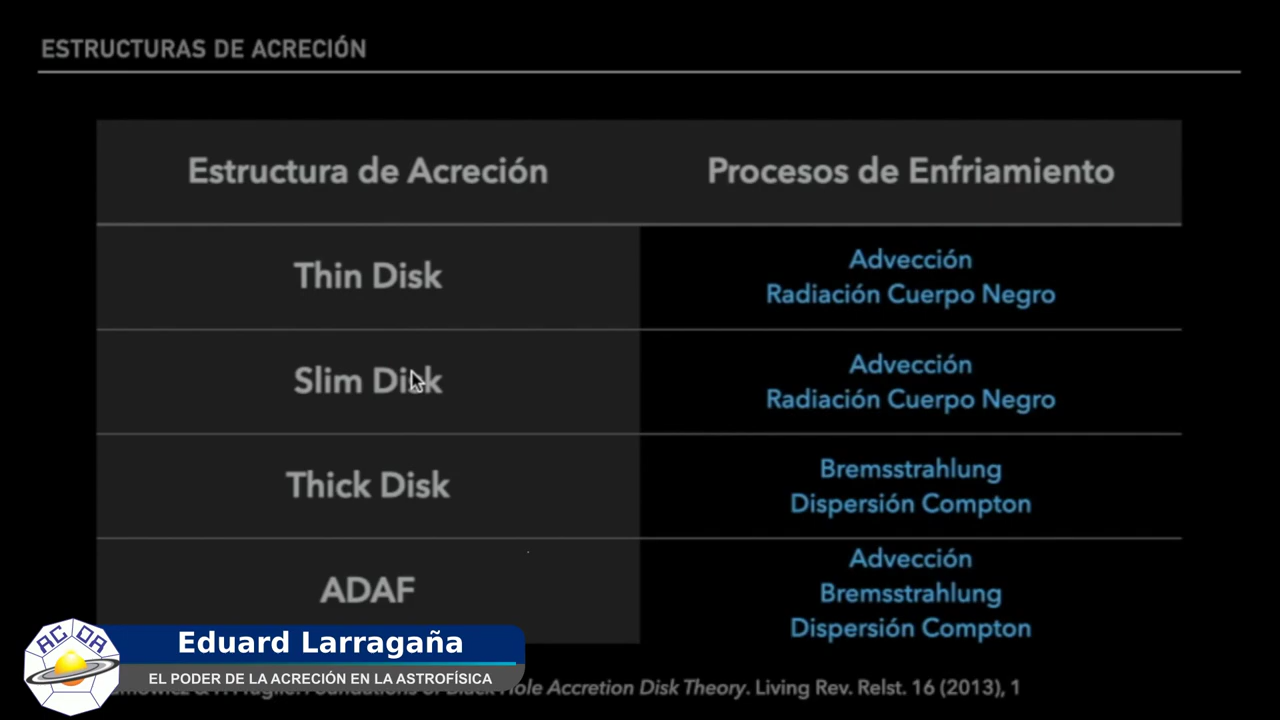 ESTRUCTURAS DE ACRECIÓN
Estructura de Acreción
Procesos de Enfriamiento
Thin Disk
Advección
Radiación Cuerpo Negro
Slim Disk
Advección
Radiación Cuerpo Negro
Thick Disk
Bremsstrahlung
Dispersión Compton
ADAF
Advección
Bremsstrahlung
Dispersión Compton
ACDA
Eduard Larragaña
EL PODER DE LA ACRECIÓN EN LA ASTROFÍSICA
Hole Accretion Disk Theory. Living Rev. Relst. 16 (2013), 1